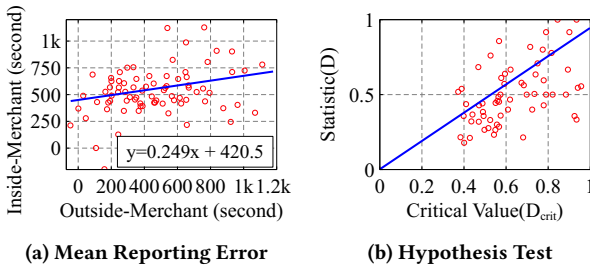 Inside-Merchant (second)
1k
750
500
250
0
y=0.249x + 420.5
0 200 400 600 800 1k 1.2k
Outside-Merchant (second)
(a) Mean Reporting Error
Statistic(D)
1
0.5
0
0 0.2 0.4 0.6 0.8 1
Critical Value(D_crit)
(b) Hypothesis Test